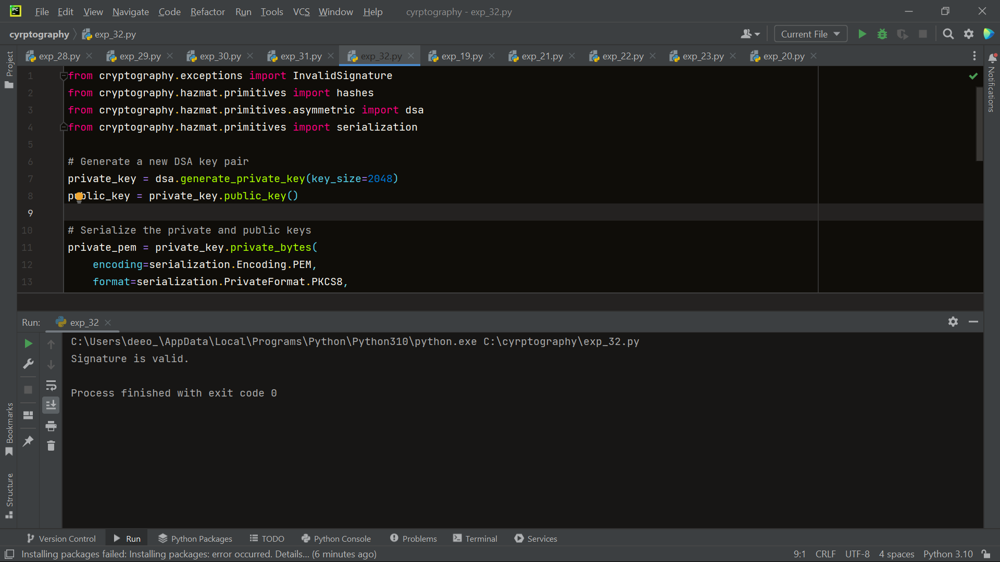 PC File Edit View Navigate Code Refactor Run Tools VCS Window Help cyrptography - exp_32.py
cyrptography exp_32.py Current File
exp_28.py exp_29.py exp_30.py exp_31.py exp_32.py exp_19.py exp_21.py exp_22.py exp_23.py exp_20.py
Project
Notifications
1 from cryptography.exceptions import InvalidSignature
2 from cryptography.hazmat.primitives import hashes
3 from cryptography.hazmat.primitives.asymmetric import dsa
4 from cryptography.hazmat.primitives import serialization
5
6 # Generate a new DSA key pair
7 private_key = dsa.generate_private_key(key_size=2048)
8 public_key = private_key.public_key()
9
10 # Serialize the private and public keys
11 private_pem = private_key.private_bytes(
12 encoding=serialization.Encoding.PEM,
13 format=serialization.PrivateFormat.PKCS8,
Run: exp_32
C:\Users\deeo_\AppData\Local\Programs\Python\Python310\python.exe C:\cyrptography\exp_32.py
Signature is valid.
Process finished with exit code 0
Bookmarks
Structure
Version Control Run Python Packages TODO Python Console Problems Terminal Services
Installing packages failed: Installing packages: error occurred. Details... (6 minutes ago) 9:1 CRLF UTF-8 4 spaces Python 3.10